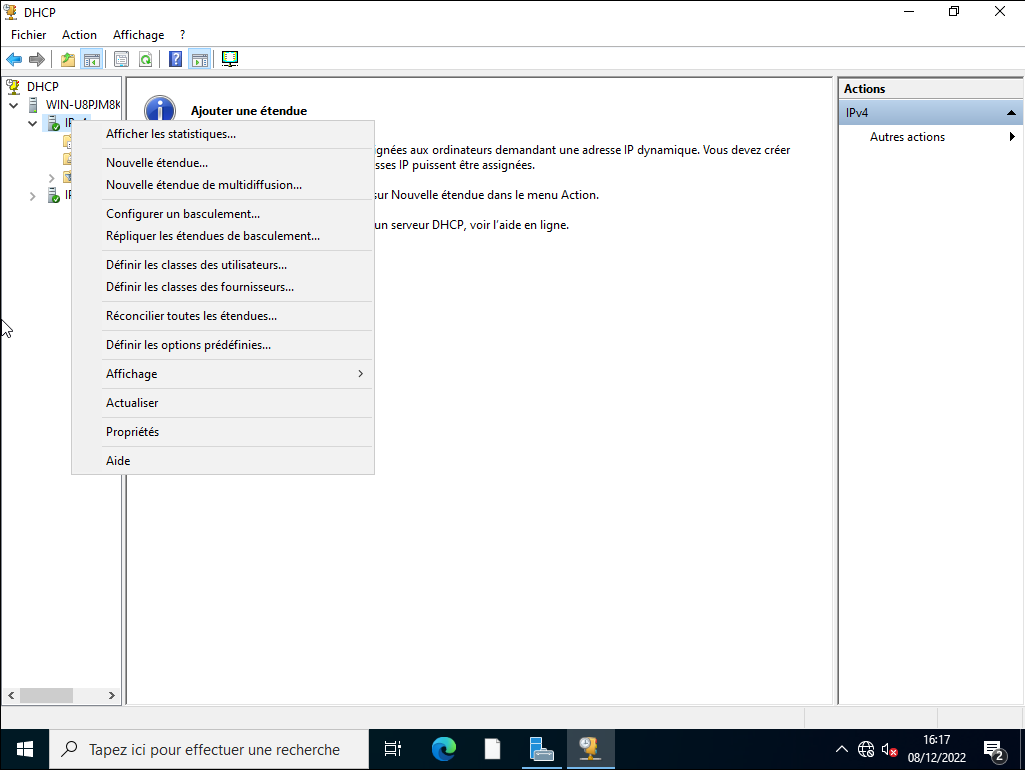 DHCP
Fichier Action Affichage ?
DHCP
WIN-U8PJM8K
Ajouter une étendue
ignées aux ordinateurs demandant une adresse IP dynamique. Vous devez créer
sses IP puissent être assignées.
sur Nouvelle étendue dans le menu Action.
un serveur DHCP, voir l'aide en ligne.
Afficher les statistiques...
Nouvelle étendue...
Nouvelle étendue de multidiffusion...
Configurer un basculement...
Répliquer les étendues de basculement...
Définir les classes des utilisateurs...
Définir les classes des fournisseurs...
Réconcilier toutes les étendues...
Définir les options prédéfinies...
Affichage
Actualiser
Propriétés
Aide
Actions
IPv4
Autres actions
Tapez ici pour effectuer une recherche
16:17
08/12/2022
2